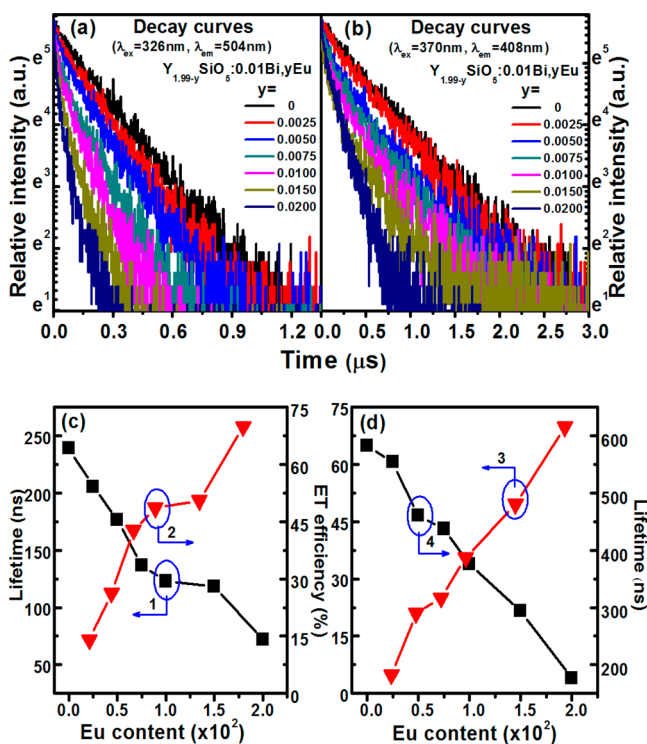 (a) Decay curves
(λex=326nm, λem=504nm)
Y1.99-ySiO5:0.01Bi,yEu
y=
0
0.0025
0.0050
0.0075
0.0100
0.0150
0.0200
Relative intensity (a.u.)
e5
e4
e3
e2
e1
0.0 0.3 0.6 0.9 1.2
(b) Decay curves
(λex=370nm, λem=408nm)
Y1.99-ySiO5:0.01Bi,yEu
y=
0
0.0025
0.0050
0.0075
0.0100
0.0150
0.0200
e5
e4
e3
e2
e1
Relative intensity (a.u.)
0.0 0.5 1.0 1.5 2.0 2.5 3.0
Time (μs)
(c)
Lifetime (ns)
250
200
150
100
50
75
60
45
30
15
0
ET efficiency (%)
2
1
0.0 0.5 1.0 1.5 2.0
Eu content (x10²)
(d)
75
60
45
30
15
0
600
500
400
300
200
Lifetime (ns)
3
4
0.0 0.5 1.0 1.5 2.0
Eu content (x10²)